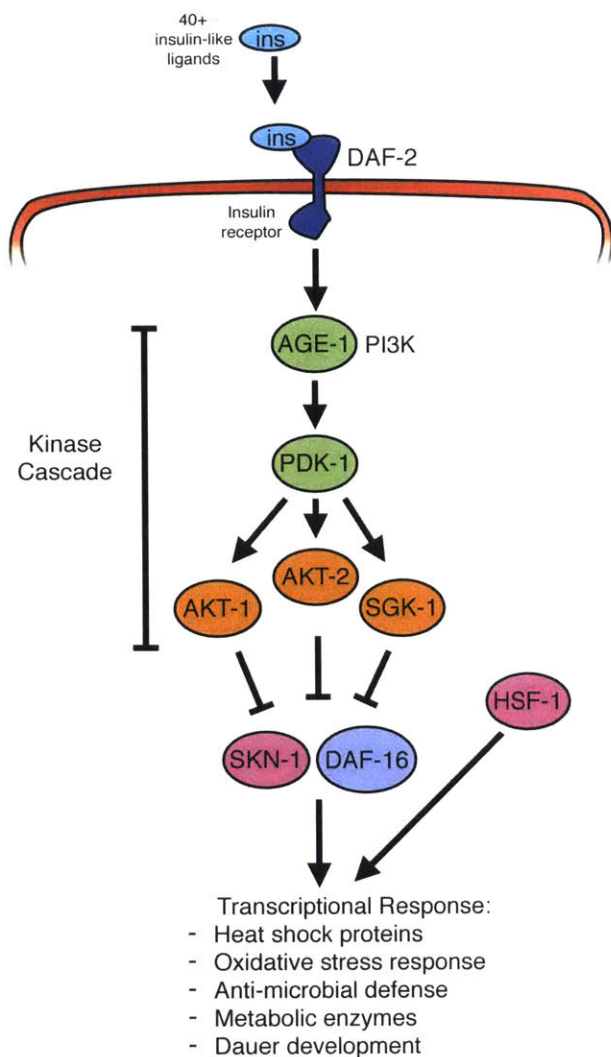 40+
insulin-like
ligands
ins
ins
DAF-2
Insulin
receptor
AGE-1
PI3K
Kinase
Cascade
PDK-1
AKT-1
AKT-2
SGK-1
HSF-1
SKN-1
DAF-16
Transcriptional Response:
- Heat shock proteins
- Oxidative stress response
- Anti-microbial defense
- Metabolic enzymes
- Dauer development